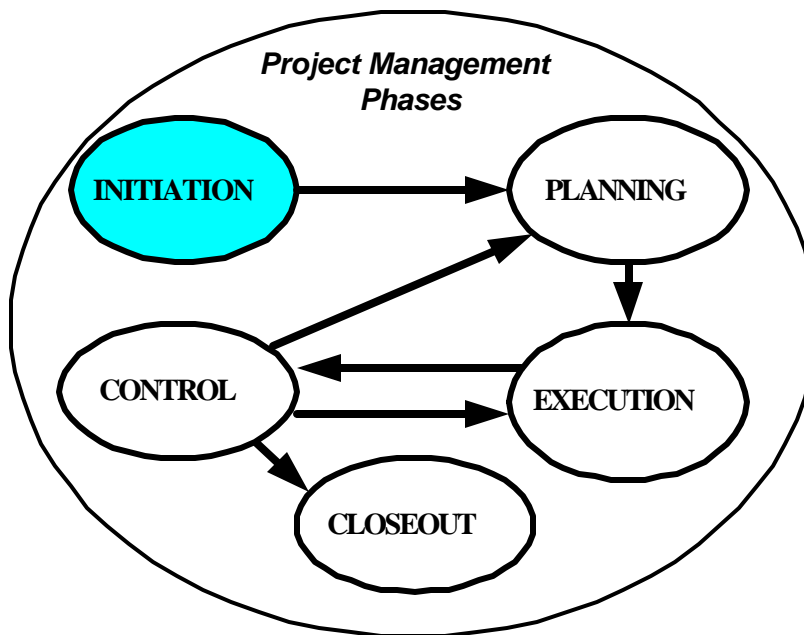 Project Management
Phases
INITIATION
PLANNING
CONTROL
EXECUTION
CLOSEOUT